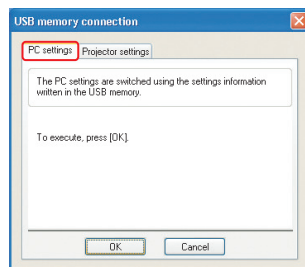 USB memory connection
PC settings Projector settings
The PC settings are switched using the settings information
written in the USB memory.
To execute, press [OK].
OK Cancel